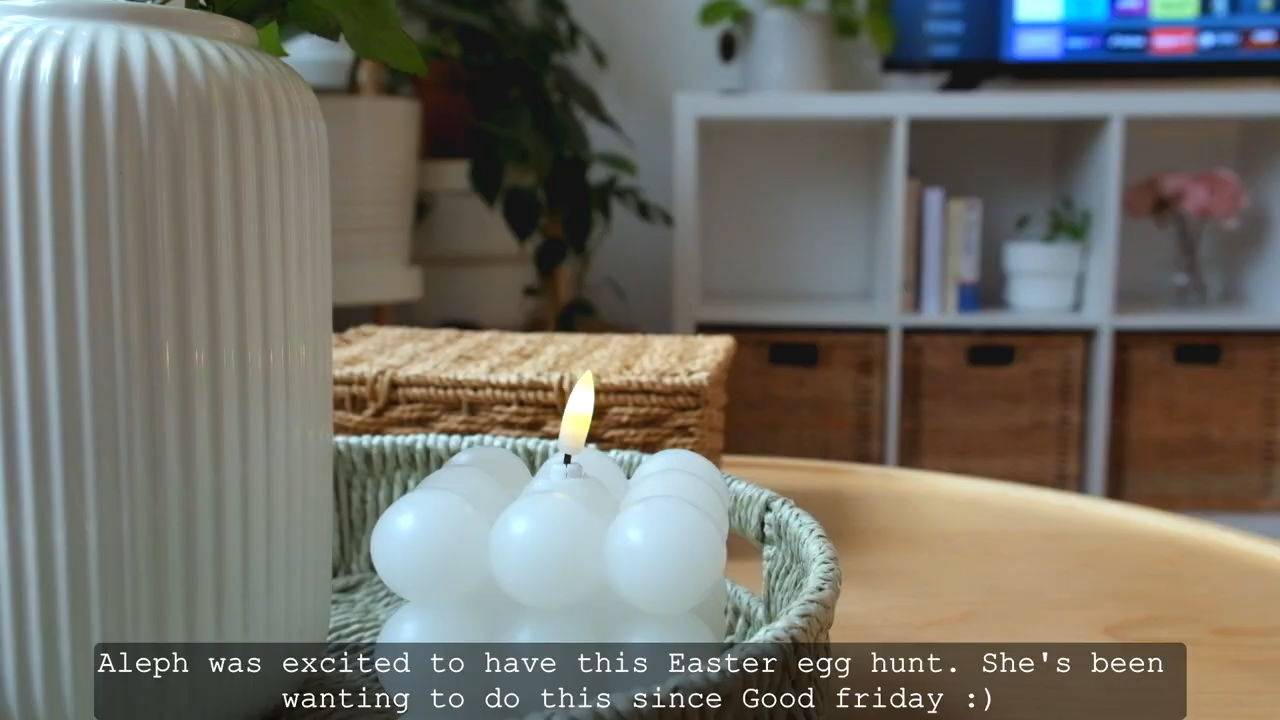 Aleph was excited to have this Easter egg hunt. She's been
wanting to do this since Good friday :)